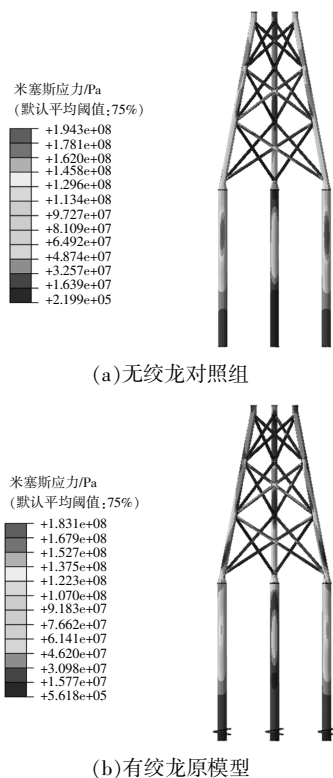 米塞斯应力/Pa
(默认平均阈值:75%)
+1.943e+08
+1.781e+08
+1.620e+08
+1.458e+08
+1.296e+08
+1.134e+08
+9.727e+07
+8.109e+07
+6.492e+07
+4.874e+07
+3.257e+07
+1.639e+07
+2.199e+05
(a)无绞龙对照组
米塞斯应力/Pa
(默认平均阈值:75%)
+1.831e+08
+1.679e+08
+1.527e+08
+1.375e+08
+1.223e+08
+1.070e+08
+9.183e+07
+7.662e+07
+6.141e+07
+4.620e+07
+3.098e+07
+1.577e+07
+5.618e+05
(b)有绞龙原模型